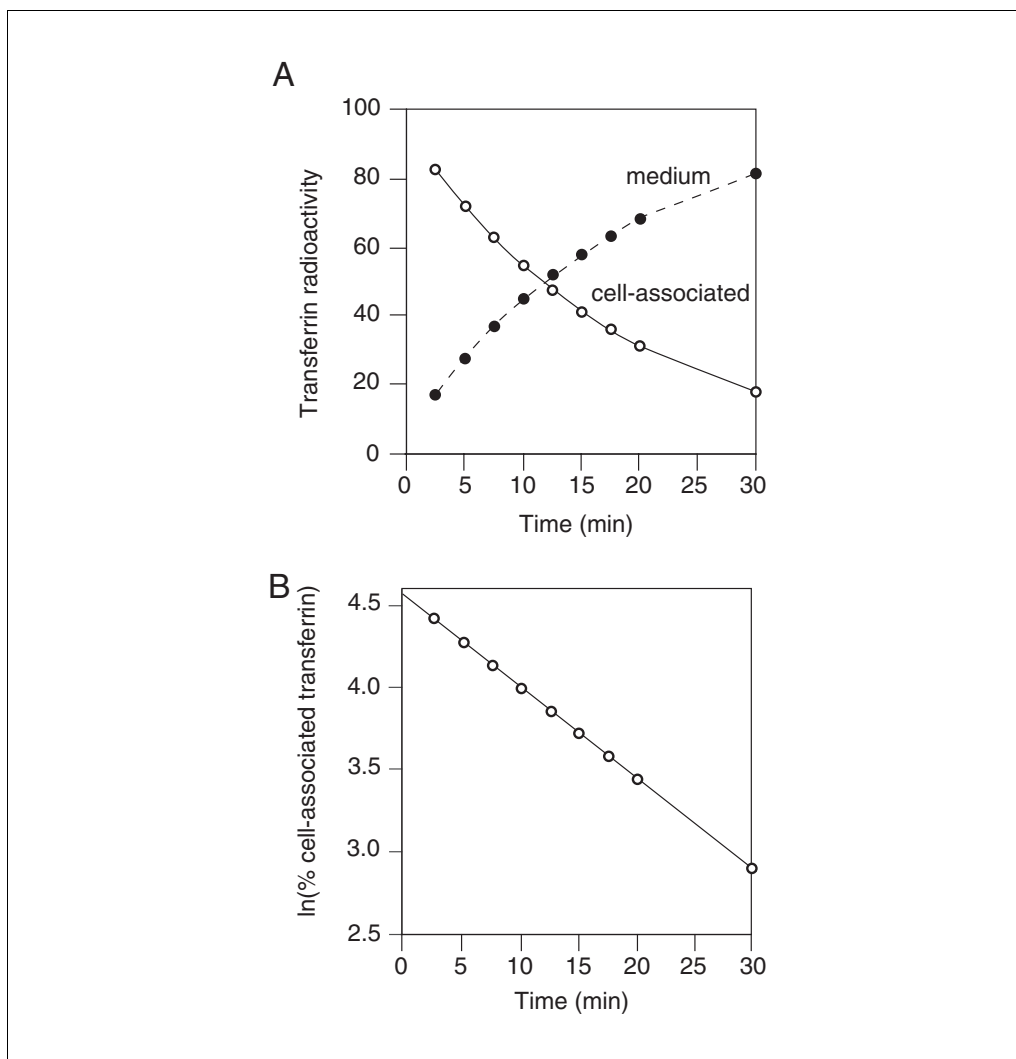 A
Transferrin radioactivity
100
80
60
40
20
0
medium
cell-associated
0 5 10 15 20 25 30
Time (min)
B
ln(% cell-associated transferrin)
4.5
4.0
3.5
3.0
2.5
0 5 10 15 20 25 30
Time (min)